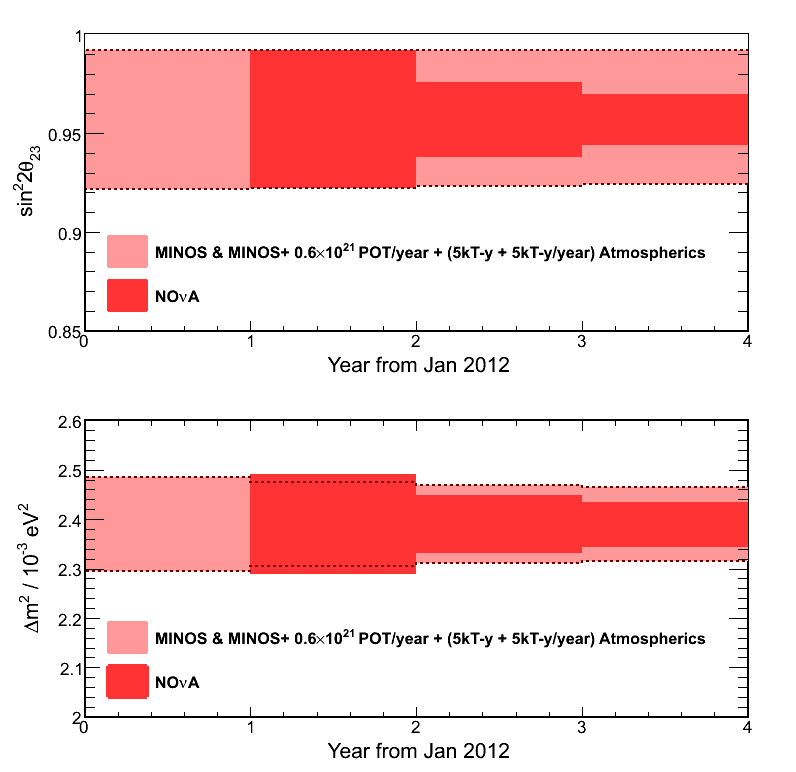 1
0.95
0.9
0.85
sin²2θ₂₃
MINOS & MINOS+ 0.6×10²¹ POT/year + (5kT-y + 5kT-y/year) Atmospherics
NOνA
0 1 2 3 4
Year from Jan 2012
2.6
2.5
2.4
2.3
2.2
2.1
2
Δm² / 10⁻³ eV²
MINOS & MINOS+ 0.6×10²¹ POT/year + (5kT-y + 5kT-y/year) Atmospherics
NOνA
0 1 2 3 4
Year from Jan 2012